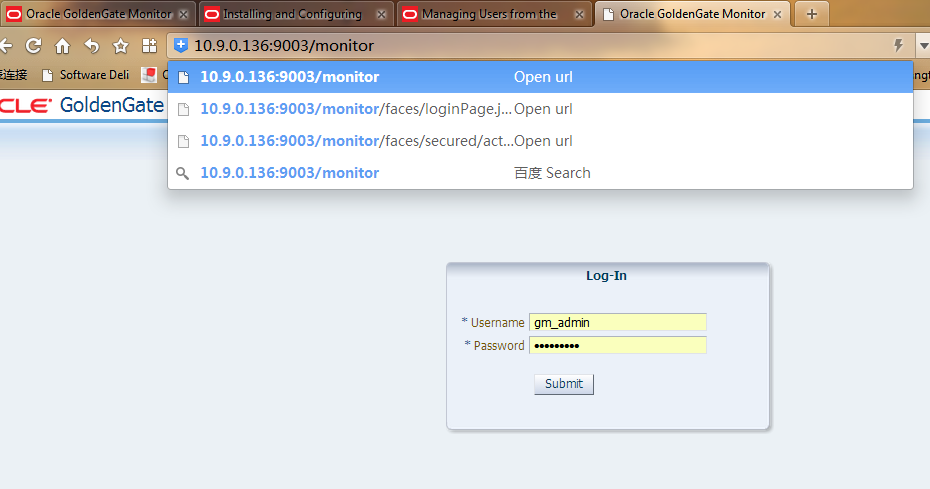 Oracle GoldenGate Monitor
Installing and Configuring
Managing Users from the
Oracle GoldenGate Monitor
10.9.0.136:9003/monitor
连接
Software Deli
10.9.0.136:9003/monitor Open url
10.9.0.136:9003/monitor/faces/loginPage.j... Open url
10.9.0.136:9003/monitor/faces/secured/act... Open url
10.9.0.136:9003/monitor 百度 Search
CLE GoldenGate
Log-In
* Username gm_admin
* Password •••••••••
Submit